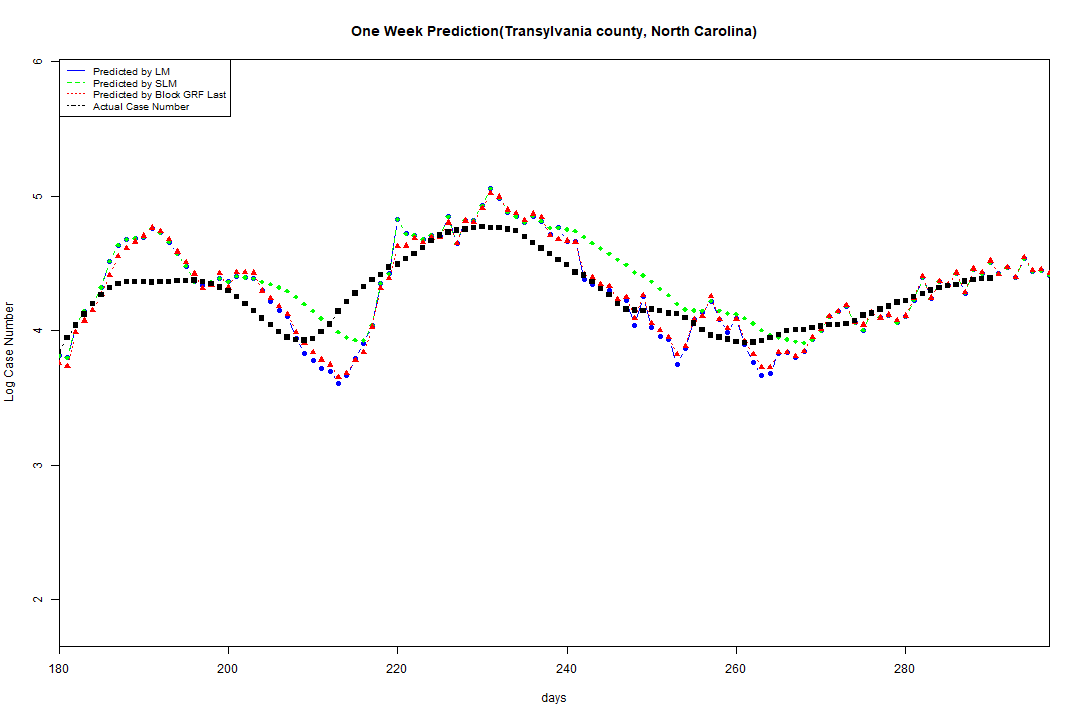 One Week Prediction(Transylvania county, North Carolina)
Predicted by LM
Predicted by SLM
Predicted by Block GRF Last
Actual Case Number
6
5
4
3
2
Log Case Number
180 200 220 240 260 280
days